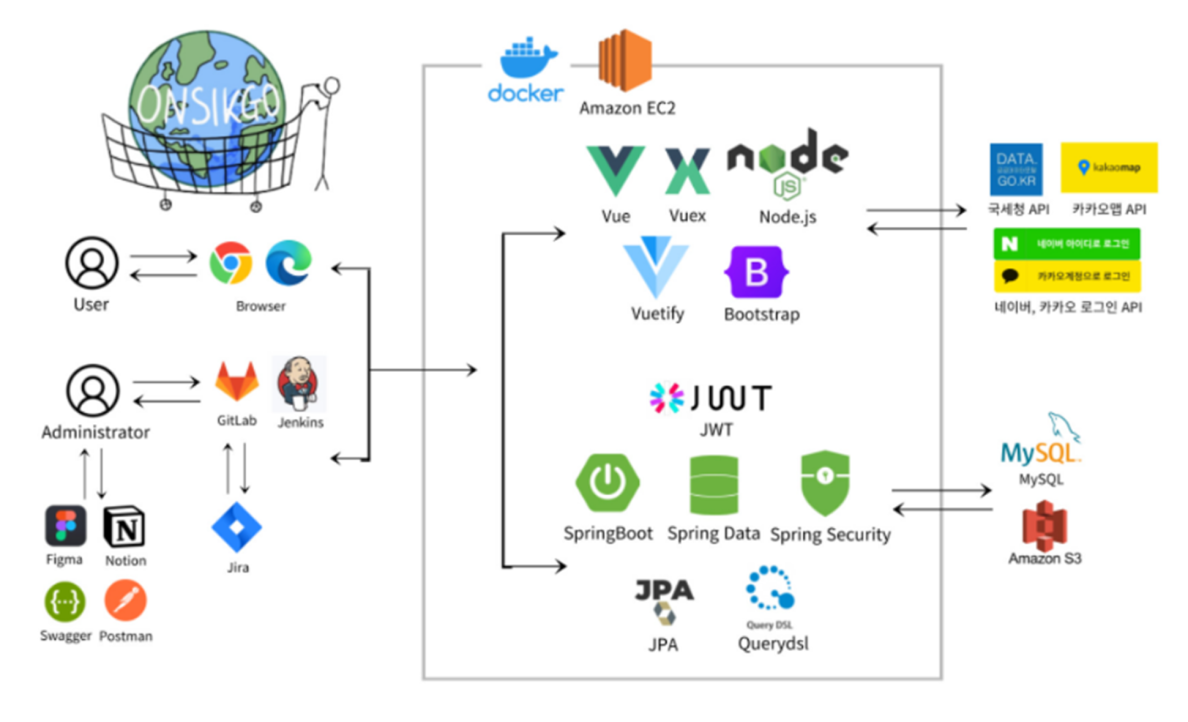 ONSIKGO
docker
Amazon EC2
Vue
Vuex
node
JS
Node.js
Vuetify
B
Bootstrap
DATA.
GO.KR
kakaomap
국세청 API
카카오맵 API
N 네이버 아이디로 로그인
카카오계정으로 로그인
네이버, 카카오 로그인 API
User
Browser
Administrator
GitLab
Jenkins
Figma
N
Notion
Jira
{···}
Swagger
Postman
JWT
JWT
SpringBoot
Spring Data
Spring Security
JPA
JPA
Query DSL
Querydsl
MySQL
MySQL
Amazon S3